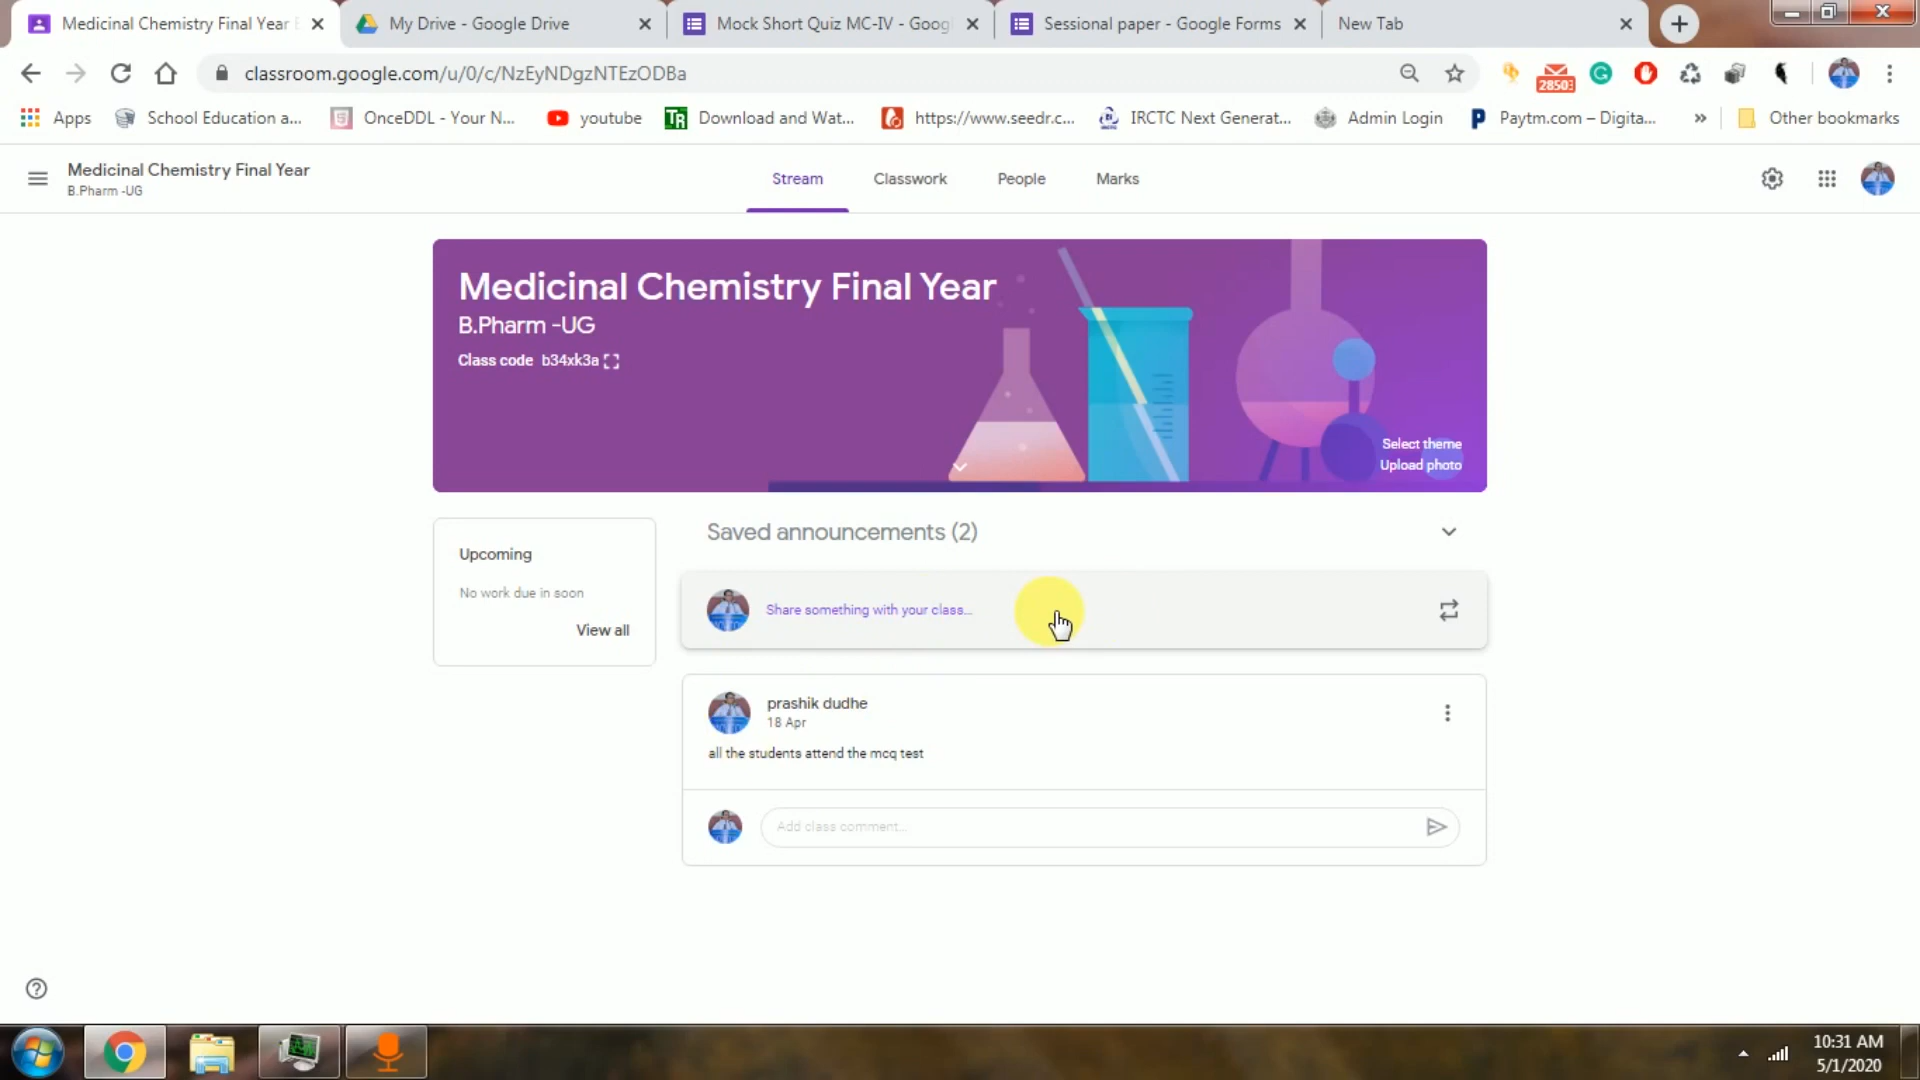 Medicinal Chemistry Final Year
My Drive - Google Drive
Mock Short Quiz MC-IV - Goog
Sessional paper - Google Forms
New Tab
classroom.google.com/u/0/c/NzEyNDgzNTEzODBa
28503
Apps
School Education a...
OnceDDL - Your N...
youtube
TR
Download and Wat...
https://www.seedr.c...
IRCTC Next Generat...
Admin Login
Paytm.com – Digita...
»
Other bookmarks
Medicinal Chemistry Final Year
B.Pharm -UG
Stream
Classwork
People
Marks
Medicinal Chemistry Final Year
B.Pharm -UG
Class code b34xk3a
Select theme
Upload photo
Upcoming
No work due in soon
View all
Saved announcements (2)
Share something with your class...
prashik dudhe
18 Apr
all the students attend the mcq test
Add class comment...
10:31 AM
5/1/2020